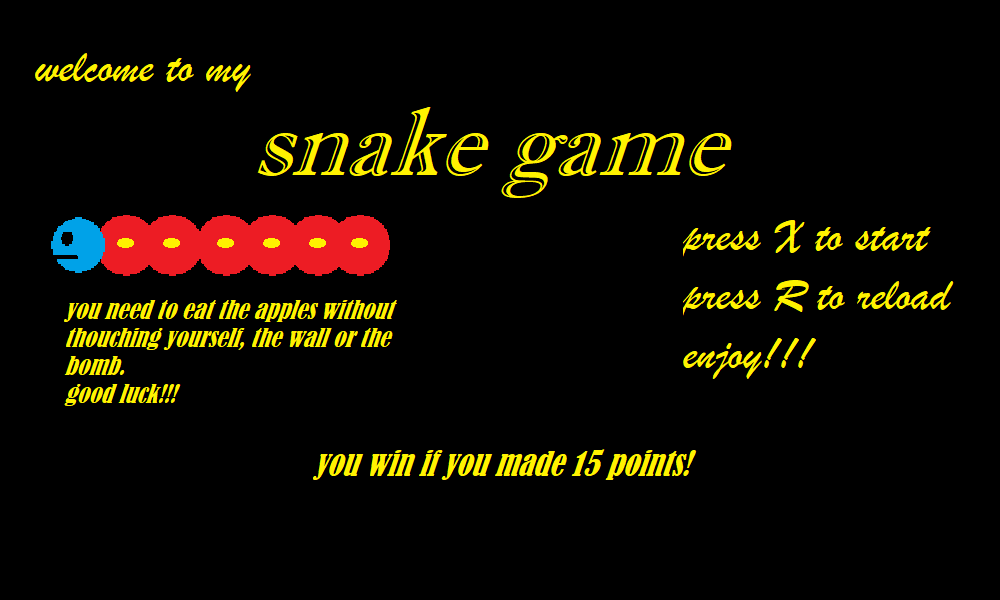 welcome to my
snake game
press X to start
press R to reload
enjoy!!!
you need to eat the apples without
thouching yourself, the wall or the
bomb.
good luck!!!
you win if you made 15 points!